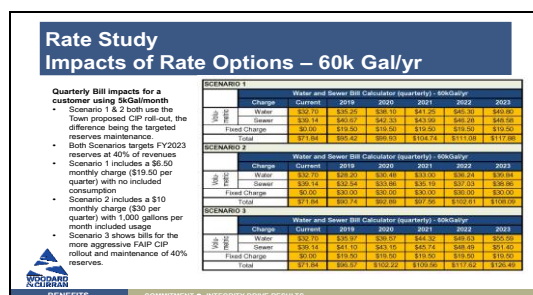 Rate Study
Impacts of Rate Options – 60k Gal/yr
Quarterly Bill impacts for a
customer using 5kGal/month
• Scenario 1 & 2 both use the
Town proposed CIP roll-out, the
difference being the targeted
reserves maintenance.
• Both Scenarios targets FY2023
reserves at 40% of revenues
• Scenario 1 includes a $6.50
monthly charge ($19.50 per
quarter) with no included
consumption
• Scenario 2 includes a $10
monthly charge ($30 per
quarter) with 1,000 gallons per
month included usage
• Scenario 3 shows bills for the
more aggressive FAIP CIP
rollout and maintenance of 40%
reserves.
SCENARIO 1
Water and Sewer Bill Calculator (quarterly) - 60kGal/yr
Charge Current 2019 2020 2021 2022 2023
Volu-metric
Water $32.70 $35.25 $38.10 $41.25 $45.30 $49.80
Sewer $39.14 $40.67 $42.33 $43.99 $46.28 $48.58
Fixed Charge $0.00 $19.50 $19.50 $19.50 $19.50 $19.50
Total $71.84 $95.42 $99.93 $104.74 $111.08 $117.88
SCENARIO 2
Water and Sewer Bill Calculator (quarterly) - 60kGal/yr
Charge Current 2019 2020 2021 2022 2023
Volu-metric
Water $32.70 $28.20 $30.48 $33.00 $36.24 $39.84
Sewer $39.14 $32.54 $35.19 $37.03
Fixed Charge $0.00 $30.00 $30.00 $30.00 $30.00 $30.00
Total $71.84 $90.74
SCENARIO 3
Water and Sewer Bill Calculator (quarterly) - 60kGal/yr
Charge Current 2019 2020 2021 2022 2023
Volu-metric
Water $32.70 $35.97 $39.57 $44.32 $49.63 $55.59
Sewer $39.14 $41.10 $43.15 $45.74 $48.49 $51.40
Fixed Charge $0.00 $19.50 $19.50 $19.50 $19.50 $19.50
Total $71.84 $96.57 $102.22 $109.56 $117.62 $126.49
WOODARD
& CURRAN